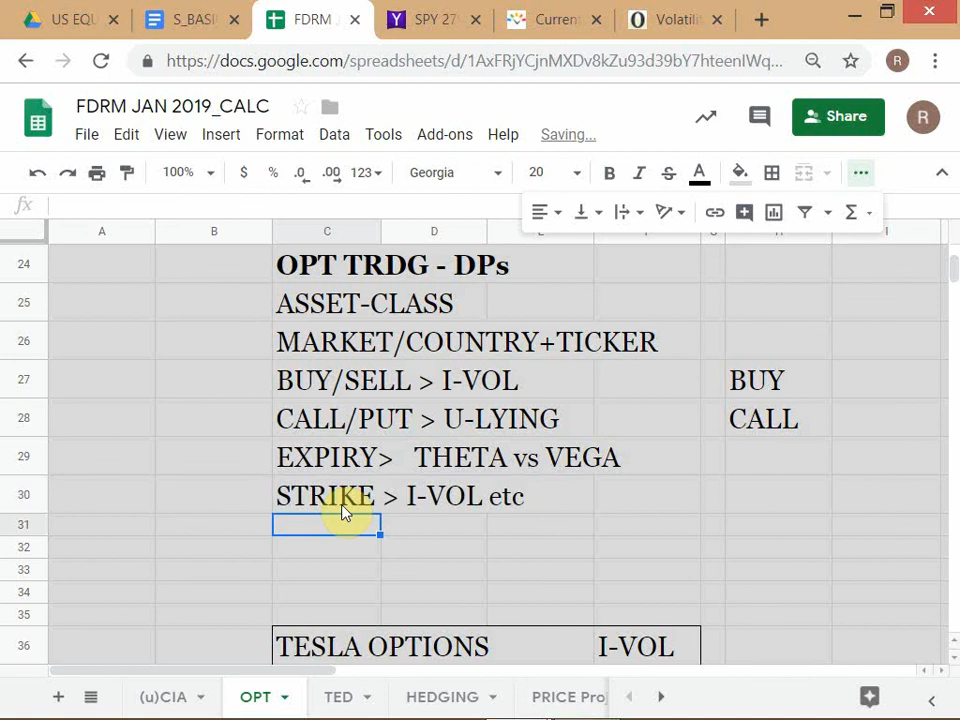 US EQU
S_BASI
FDRM J
SPY 27
Current
Volatili
https://docs.google.com/spreadsheets/d/1AxFRjYCjnMXDv8kZu93d39bY7hteenIWq...
R
FDRM JAN 2019_CALC
File Edit View Insert Format Data Tools Add-ons Help Saving...
Share
R
100% $ % .0 .00 123 Georgia 20 B I S A
fx
A B C D E F G H I
24 OPT TRDG - DPs
25 ASSET-CLASS
26 MARKET/COUNTRY+TICKER
27 BUY/SELL > I-VOL BUY
28 CALL/PUT > U-LYING CALL
29 EXPIRY> THETA vs VEGA
30 STRIKE > I-VOL etc
31
32
33
34
35
36 TESLA OPTIONS I-VOL
(u)CIA OPT TED HEDGING PRICE Proj